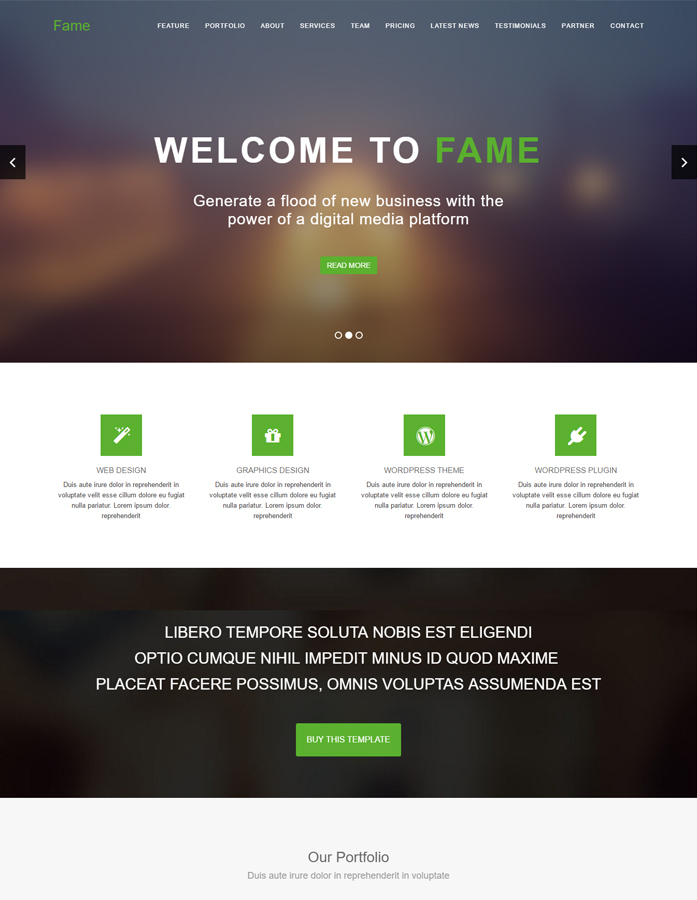 Fame
FEATURE PORTFOLIO ABOUT SERVICES TEAM PRICING LATEST NEWS TESTIMONIALS PARTNER CONTACT
WELCOME TO FAME
Generate a flood of new business with the
power of a digital media platform
READ MORE
WEB DESIGN
Duis aute irure dolor in reprehenderit in
voluptate velit esse cillum dolore eu fugiat
nulla pariatur. Lorem ipsum dolor
reprehenderit
GRAPHICS DESIGN
Duis aute irure dolor in reprehenderit in
voluptate velit esse cillum dolore eu fugiat
nulla pariatur. Lorem ipsum dolor.
reprehenderit
WORDPRESS THEME
Duis aute irure dolor in reprehenderit in
voluptate velit esse cillum dolore eu fugiat
nulla pariatur. Lorem ipsum dolor.
reprehenderit
WORDPRESS PLUGIN
Duis aute irure dolor in reprehenderit in
voluptate velit esse cillum dolore eu fugiat
nulla pariatur. Lorem ipsum dolor.
reprehenderit
LIBERO TEMPORE SOLUTA NOBIS EST ELIGENDI
OPTIO CUMQUE NIHIL IMPEDIT MINUS ID QUOD MAXIME
PLACEAT FACERE POSSIMUS, OMNIS VOLUPTAS ASSUMENDA EST
BUY THIS TEMPLATE
Our Portfolio
Duis aute irure dolor in reprehenderit in voluptate